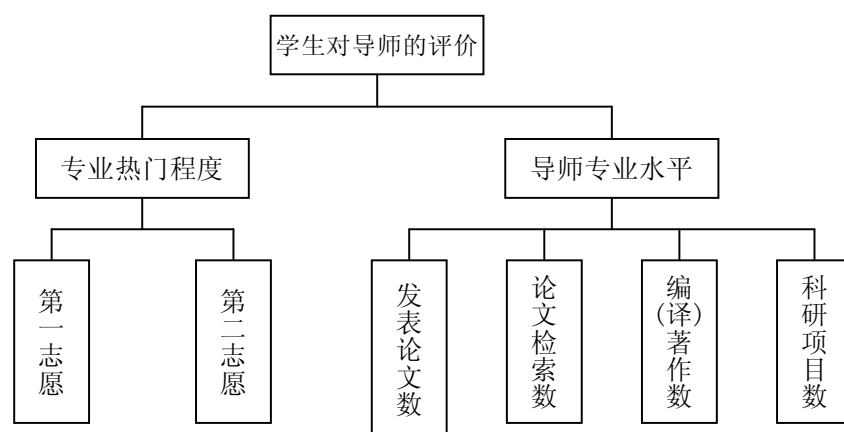 学生对导师的评价
专业热门程度
导师专业水平
第一志愿
第二志愿
发表论文数
论文检索数
编(译)著作数
科研项目数